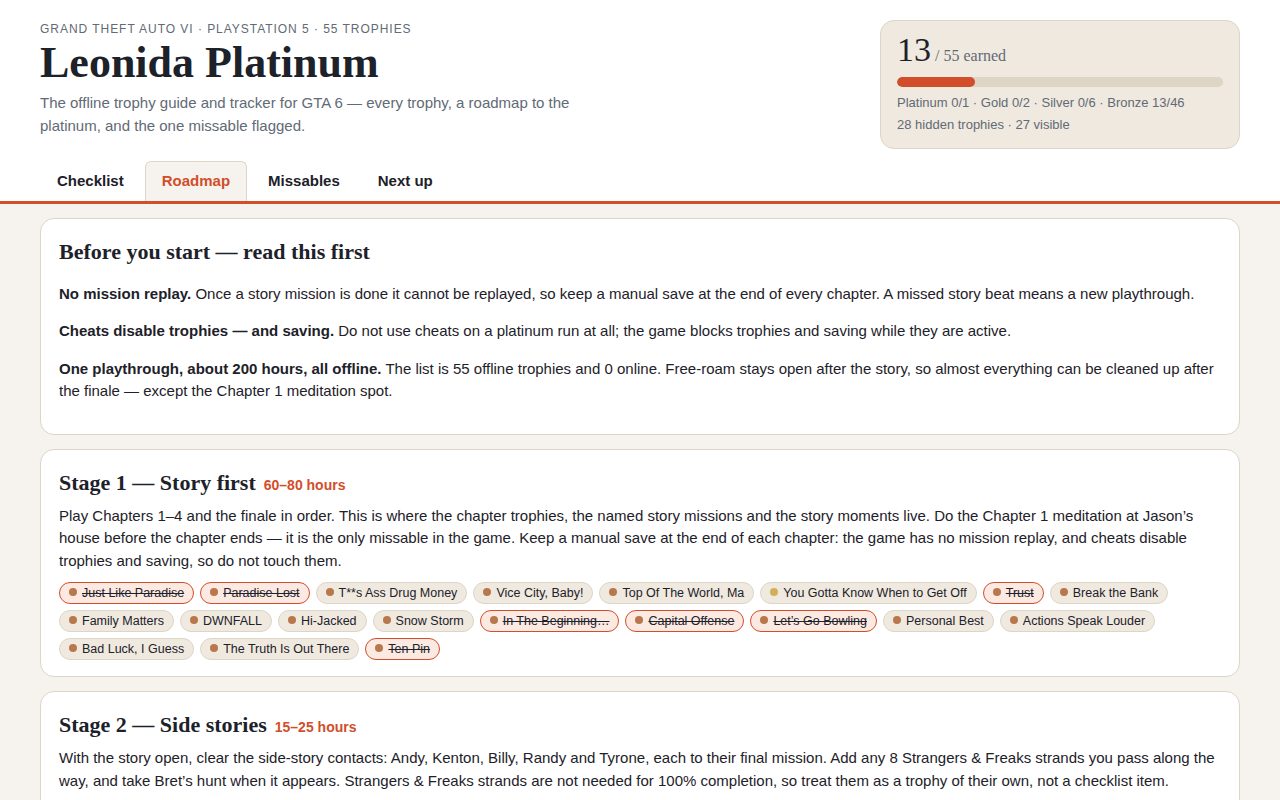 GRAND THEFT AUTO VI · PLAYSTATION 5 · 55 TROPHIES
Leonida Platinum
The offline trophy guide and tracker for GTA 6 — every trophy, a roadmap to the
platinum, and the one missable flagged.
13 / 55 earned
Platinum 0/1 · Gold 0/2 · Silver 0/6 · Bronze 13/46
28 hidden trophies · 27 visible
Checklist Roadmap Missables Next up
Before you start — read this first
No mission replay. Once a story mission is done it cannot be replayed, so keep a manual save at the end of every chapter. A missed story beat means a new playthrough.
Cheats disable trophies — and saving. Do not use cheats on a platinum run at all; the game blocks trophies and saving while they are active.
One playthrough, about 200 hours, all offline. The list is 55 offline trophies and 0 online. Free-roam stays open after the story, so almost everything can be cleaned up after
the finale — except the Chapter 1 meditation spot.
Stage 1 — Story first 60–80 hours
Play Chapters 1–4 and the finale in order. This is where the chapter trophies, the named story missions and the story moments live. Do the Chapter 1 meditation at Jason’s
house before the chapter ends — it is the only missable in the game. Keep a manual save at the end of each chapter: the game has no mission replay, and cheats disable
trophies and saving, so do not touch them.
Just Like Paradise Paradise Lost T**s Ass Drug Money Vice City, Baby! Top Of The World, Ma You Gotta Know When to Get Off Trust Break the Bank
Family Matters DWNFALL Hi-Jacked Snow Storm In The Beginning… Capital Offense Let’s Go Bowling Personal Best Actions Speak Louder
Bad Luck, I Guess The Truth Is Out There Ten Pin
Stage 2 — Side stories 15–25 hours
With the story open, clear the side-story contacts: Andy, Kenton, Billy, Randy and Tyrone, each to their final mission. Add any 8 Strangers & Freaks strands you pass along the
way, and take Bret’s hunt when it appears. Strangers & Freaks strands are not needed for 100% completion, so treat them as a trophy of their own, not a checklist item.